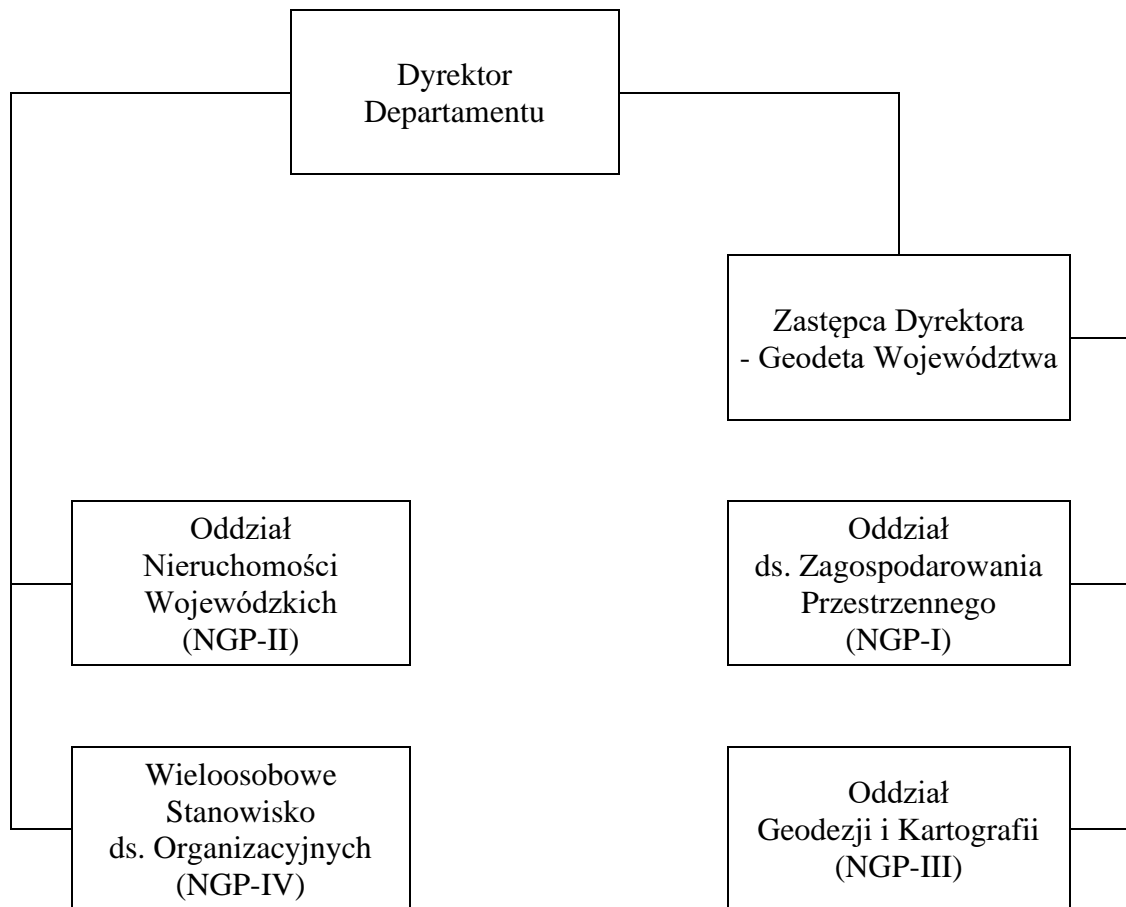 Dyrektor
Departamentu
Zastępca Dyrektora
- Geodeta Województwa
Oddział
Nieruchomości
Wojewódzkich
(NGP-II)
Oddział
ds. Zagospodarowania
Przestrzennego
(NGP-I)
Wieloosobowe
Stanowisko
ds. Organizacyjnych
(NGP-IV)
Oddział
Geodezji i Kartografii
(NGP-III)